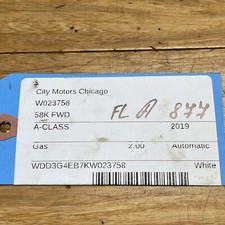 City Motors Chicago
W023758
58K FWD
FL A 877
A-CLASS 2019
Gas 2.00 Automatic
WDD3G4EB7KW023758 White